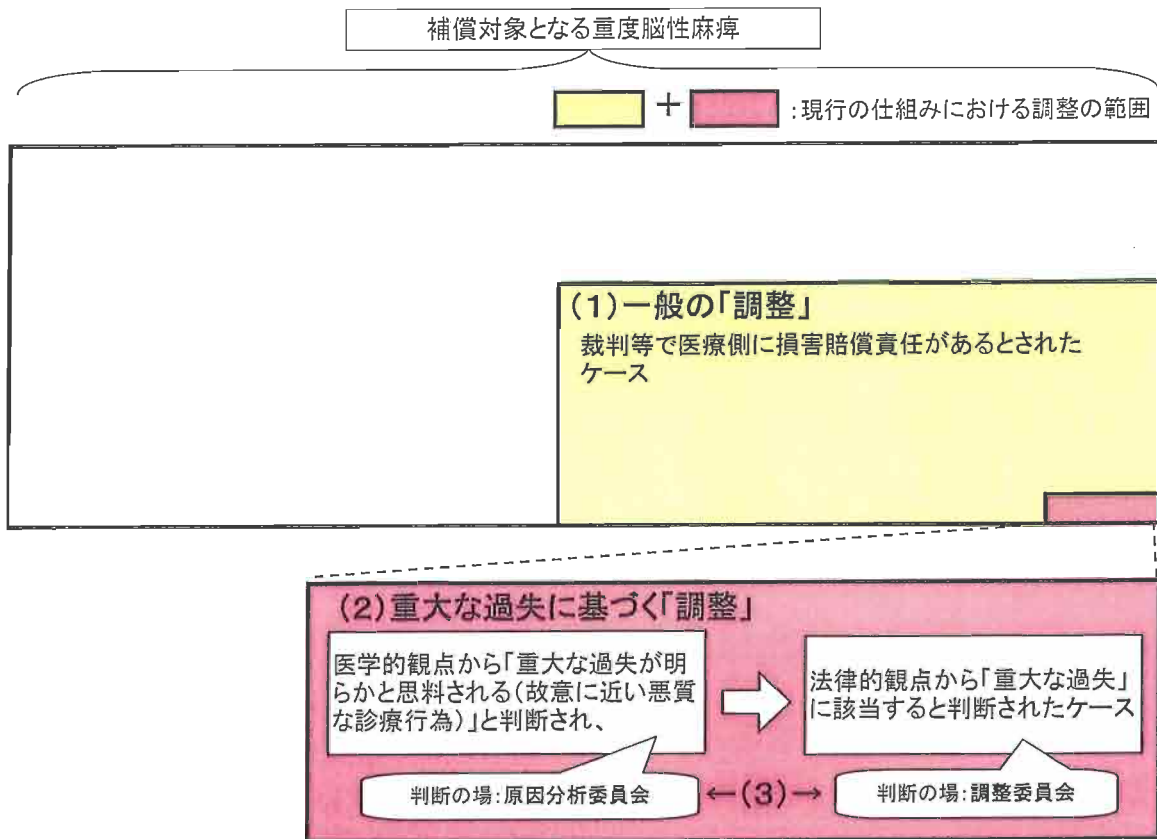 補償対象となる重度脳性麻痺
＋ :現行の仕組みにおける調整の範囲
(1)一般の「調整」
裁判等で医療側に損害賠償責任があるとされた
ケース
(2)重大な過失に基づく「調整」
医学的観点から「重大な過失が明
らかと思料される(故意に近い悪質
な診療行為)」と判断され、
法律的観点から「重大な過失」
に該当すると判断されたケース
判断の場:原因分析委員会
←(3)→
判断の場:調整委員会